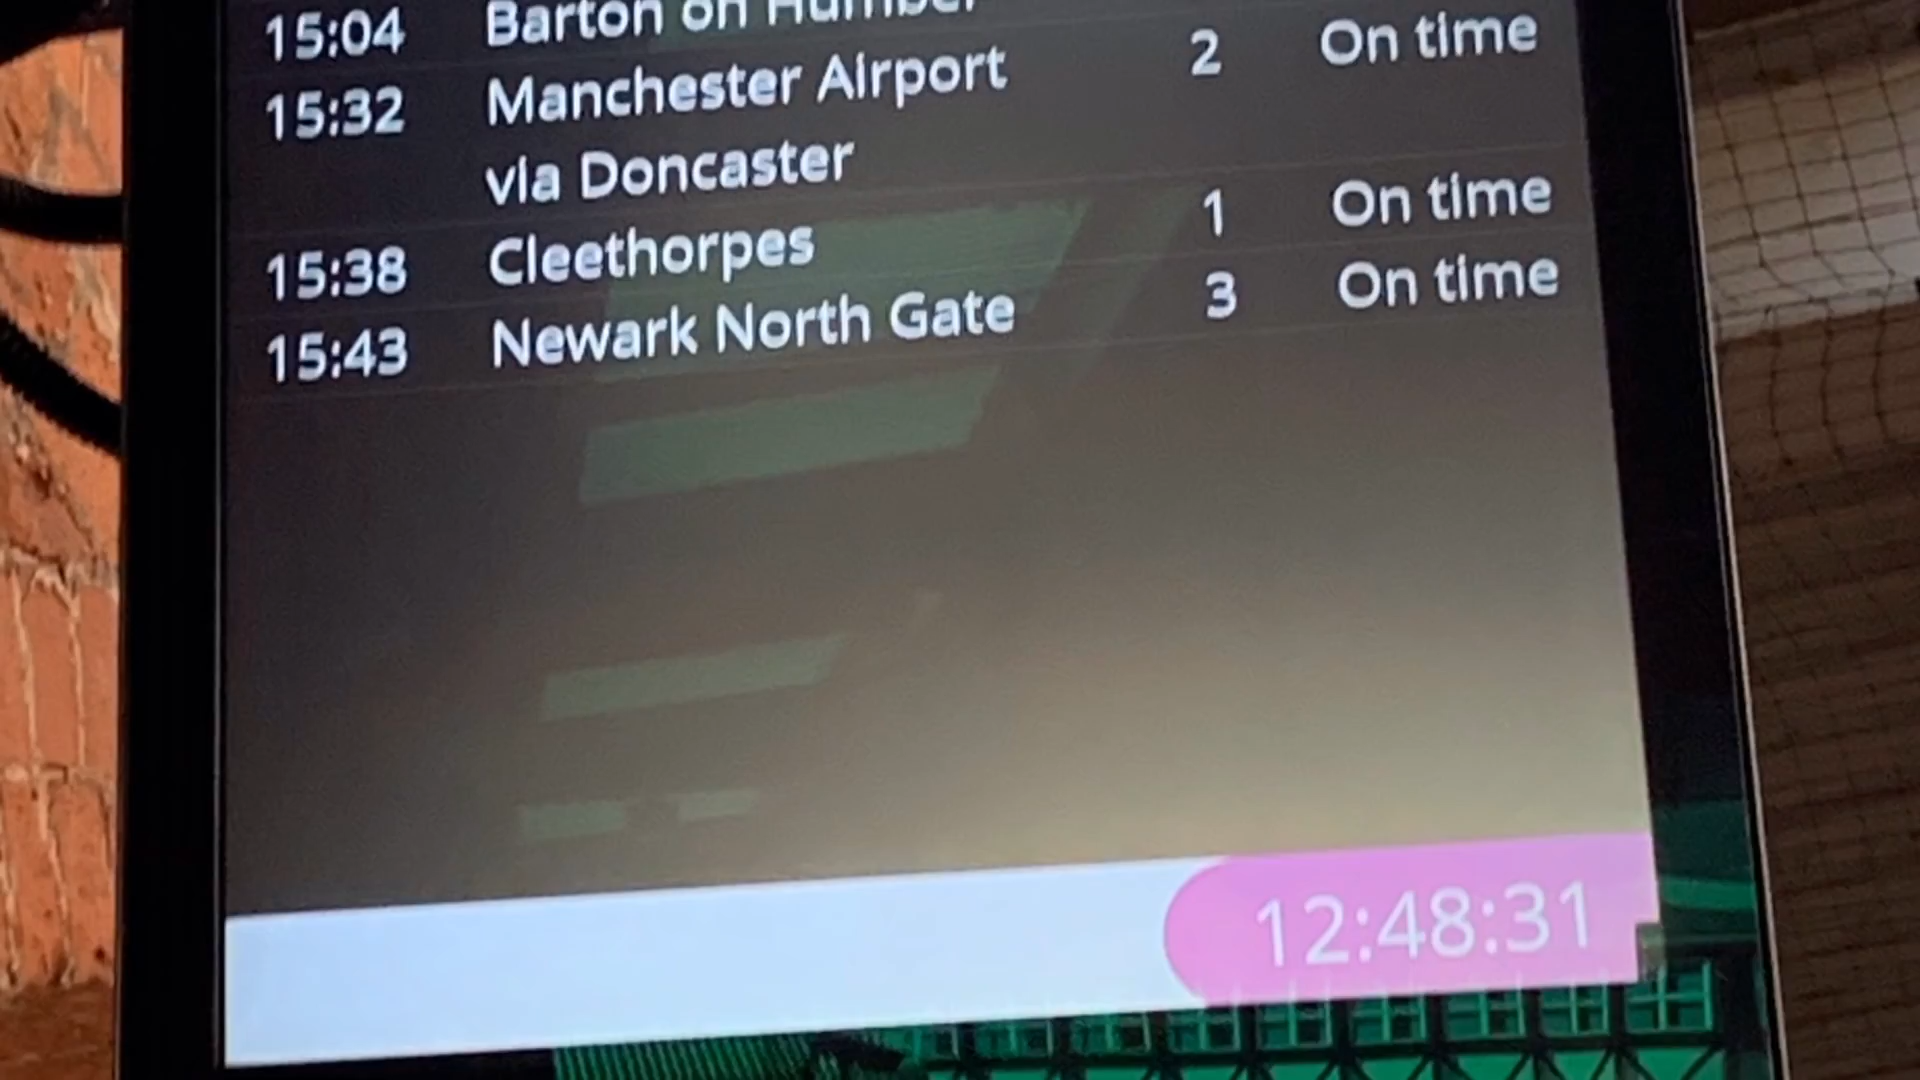 15:04 Barton on Humber
15:32 Manchester Airport 2 On time
via Doncaster
15:38 Cleethorpes 1 On time
15:43 Newark North Gate 3 On time
12:48:31